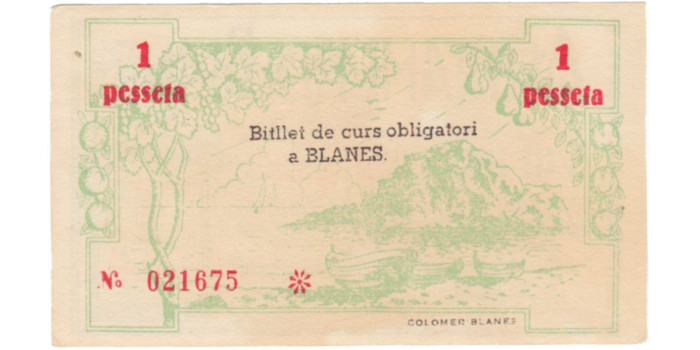 1 1
pesseta pesseta
Bitllet de curs obligatori
a BLANES.
No 021675 *
COLOMER BLANES